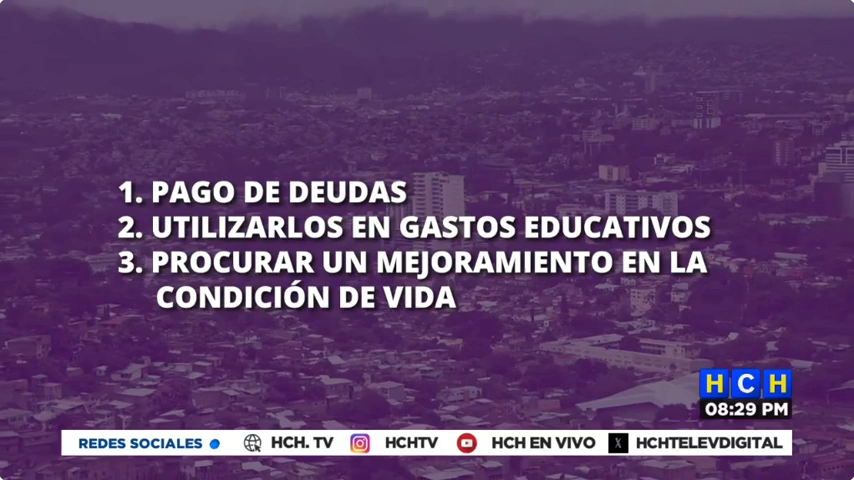 1. PAGO DE DEUDAS
2. UTILIZARLOS EN GASTOS EDUCATIVOS
3. PROCURAR UN MEJORAMIENTO EN LA
CONDICIÓN DE VIDA
HCH
08:29 PM
REDES SOCIALES HCH. TV HCHTV HCH EN VIVO X HCHTELEVDIGITAL